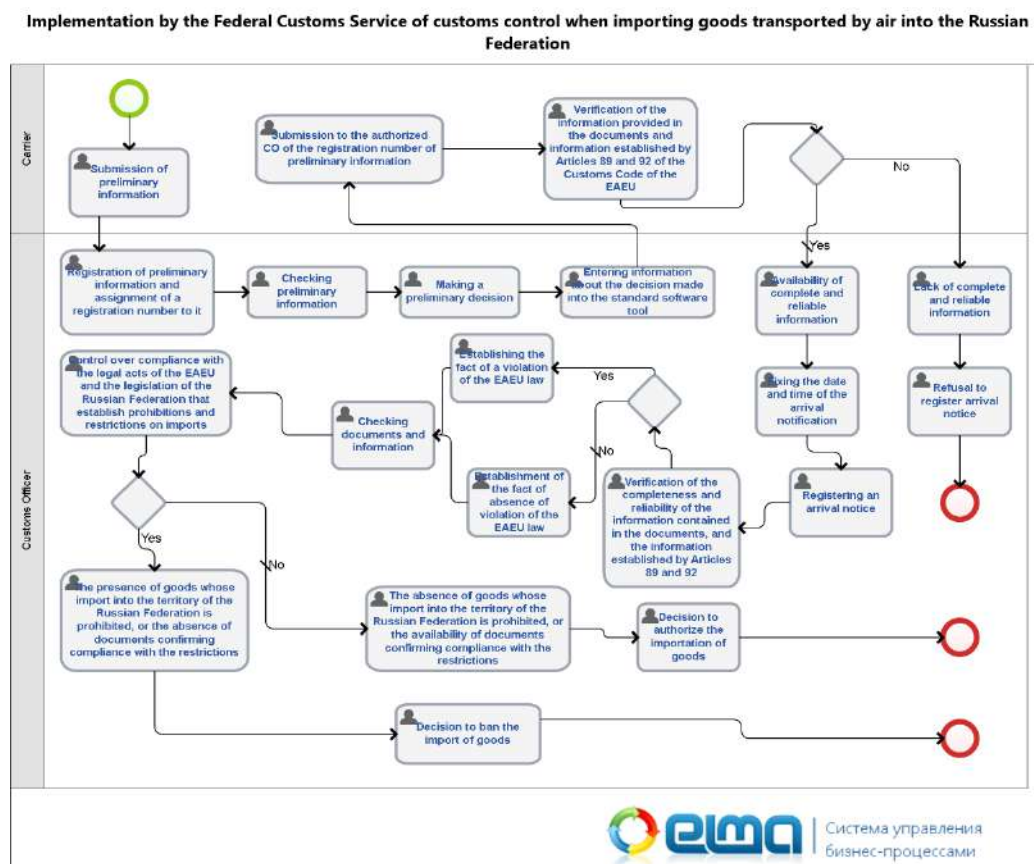 Implementation by the Federal Customs Service of customs control when importing goods transported by air into the Russian
Federation
Carrier
Submission of
preliminary
information
Submission to the authorized
CO of the registration number of
preliminary information
Verification of the
information provided in
the documents and
information established by
Articles 89 and 92 of the
Customs Code of the
EAEU
No
Yes
Customs Officer
Registration of preliminary
information and
assignment of a
registration number to it
Checking
preliminary
information
Making a
preliminary decision
Entering information
about the decision made
into the standard software
tool
Availability of
complete and
reliable
information
Lack of complete
and reliable
information
Control over compliance with
the legal acts of the EAEU
and the legislation of the
Russian Federation that
establish prohibitions and
restrictions on imports
Checking
documents and
information
Establishing the
fact of a violation
of the EAEU law
Yes
No
Establishment of
the fact of
absence of
violation of the
EAEU law
Verification of the
completeness and
reliability of the
information contained
in the documents, and
the information
established by Articles
89 and 92
Fixing the date
and time of the
arrival
notification
Refusal to
register arrival
notice
Registering an
arrival notice
Yes
No
The presence of goods whose
import into the territory of the
Russian Federation is
prohibited, or the absence of
documents confirming
compliance with the restrictions
The absence of goods whose
import into the territory of the
Russian Federation is prohibited, or
the availability of documents
confirming compliance with the
restrictions
Decision to
authorize the
importation of
goods
Decision to ban the
import of goods
elma
Система управления
бизнес-процессами